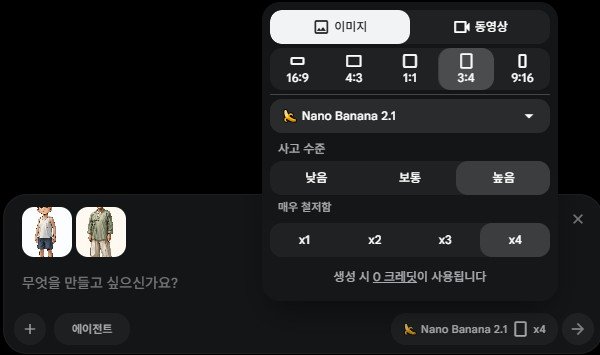 이미지 동영상
16:9 4:3 1:1 3:4 9:16
Nano Banana 2.1
사고 수준
낮음 보통 높음
매우 철저함
x1 x2 x3 x4
생성 시 0 크레딧이 사용됩니다
무엇을 만들고 싶으신가요?
에이전트 Nano Banana 2.1 x4